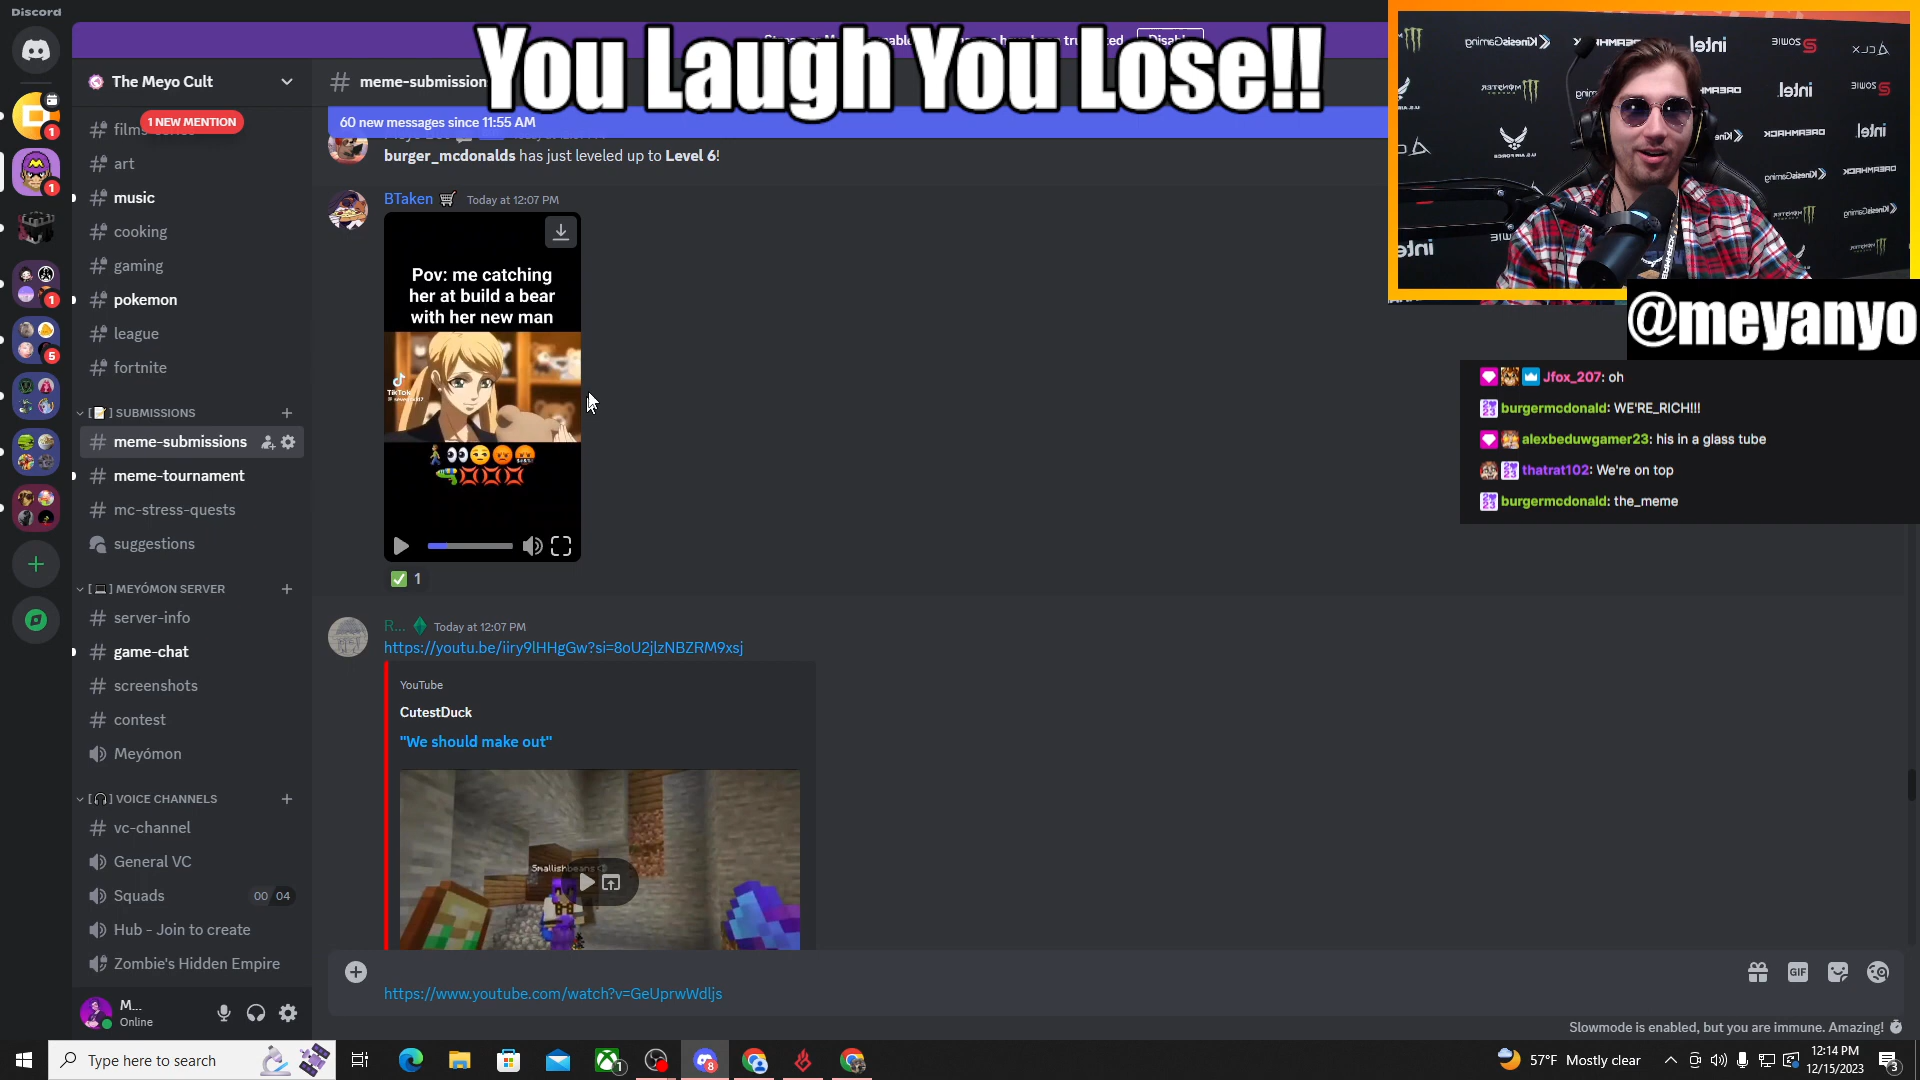 Discord
You Laugh You Lose!!
Disable
The Meyo Cult
1 NEW MENTION
art
music
cooking
gaming
pokemon
league
fortnite
SUBMISSIONS
meme-submissions
meme-tournament
mc-stress-quests
suggestions
MEYÓMON SERVER
server-info
game-chat
screenshots
contest
Meyómon
VOICE CHANNELS
vc-channel
General VC
Squads 00 04
Hub - Join to create
Zombie's Hidden Empire
M...
Online
# meme-submission
60 new messages since 11:55 AM
burger_mcdonalds has just leveled up to Level 6!
BTaken Today at 12:07 PM
Pov: me catching
her at build a bear
with her new man
TikTok
1
R... Today at 12:07 PM
https://youtu.be/iiry9lHHgGw?si=8oU2jlzNBZRM9xsj
YouTube
CutestDuck
"We should make out"
Smallishbeans
https://www.youtube.com/watch?v=GeUprwWdljs
GIF
Slowmode is enabled, but you are immune. Amazing!
@meyanyo
Jfox_207: oh
burgermcdonald: WE'RE_RICH!!!
alexbeduwgamer23: his in a glass tube
thatrat102: We're on top
burgermcdonald: the_meme
Type here to search
57°F Mostly clear
12:14 PM
12/15/2023